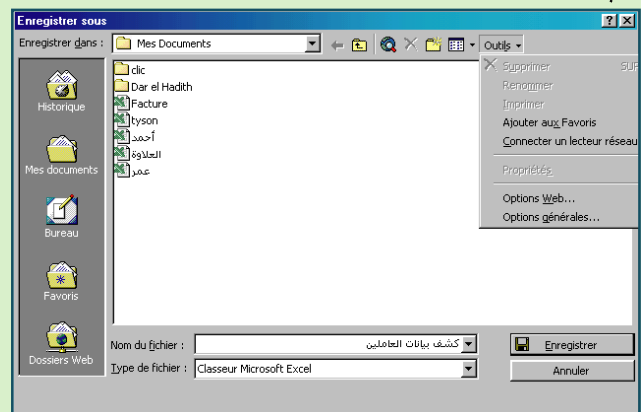 Enregistrer sous
Enregistrer dans :
Mes Documents
Outils
Historique
Mes documents
Bureau
Favoris
Dossiers Web
clic
Dar el Hadith
Facture
tyson
أحمد
العلاوة
عمر
Supprimer SUP
Renommer
Imprimer
Ajouter aux Favoris
Connecter un lecteur réseau
Propriétés
Options Web...
Options générales...
Nom du fichier :
كشف بيانات العاملين
Enregistrer
Type de fichier :
Classeur Microsoft Excel
Annuler